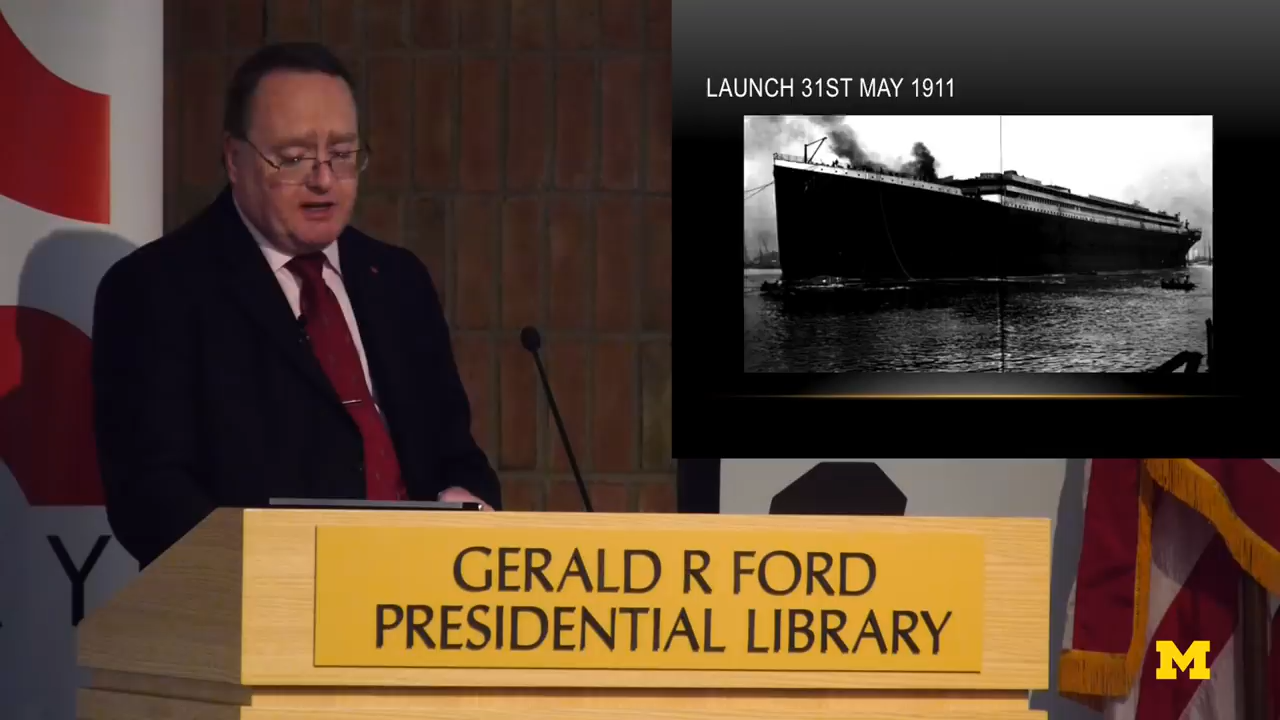 LAUNCH 31ST MAY 1911
GERALD R FORD
PRESIDENTIAL LIBRARY
Y
M